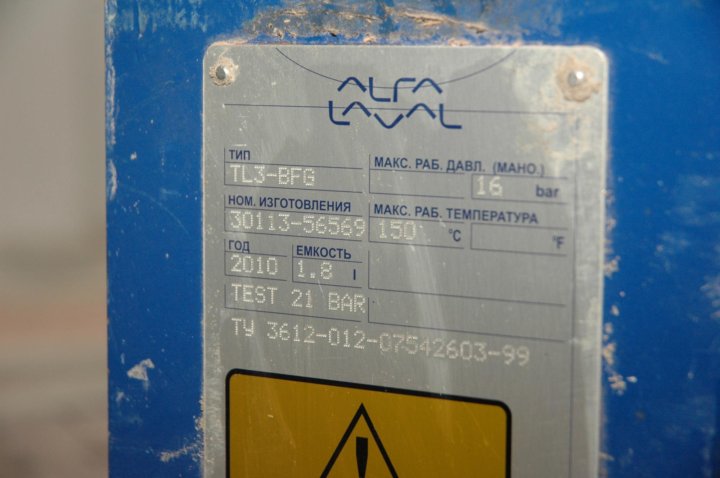 ALFA
LAVAL
ТИП
TL3-BFG
МАКС. РАБ. ДАВЛ. (МАНО.)
16 bar
НОМ. ИЗГОТОВЛЕНИЯ
30113-56569
МАКС. РАБ. ТЕМПЕРАТУРА
150 °C °F
ГОД
2010
ЕМКОСТЬ
1.8 l
TEST 21 BAR
ТУ 3612-012-07542603-99
!